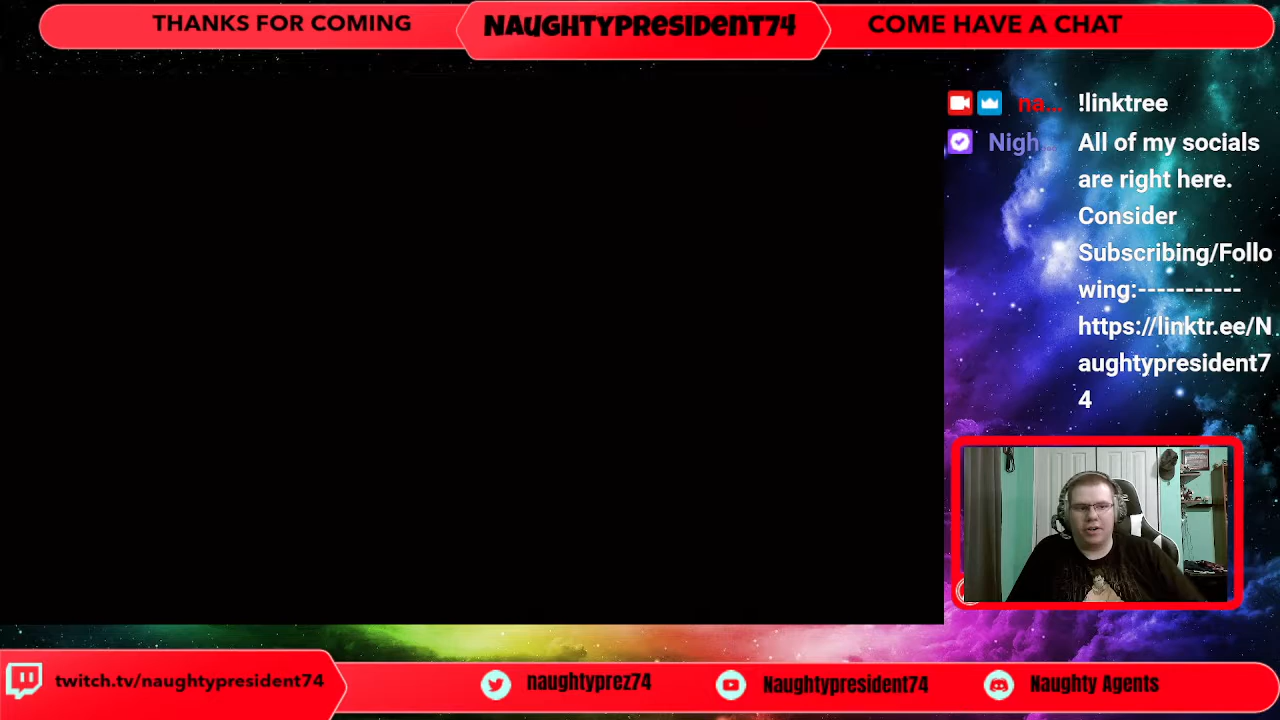 THANKS FOR COMING
NAUGHTYPRESIDENT74
COME HAVE A CHAT
na... !linktree
Nigh... All of my socials
are right here.
Consider
Subscribing/Follo
wing:-----------
https://linktr.ee/N
aughtypresident7
4
twitch.tv/naughtypresident74
naughtyprez74
Naughtypresident74
Naughty Agents